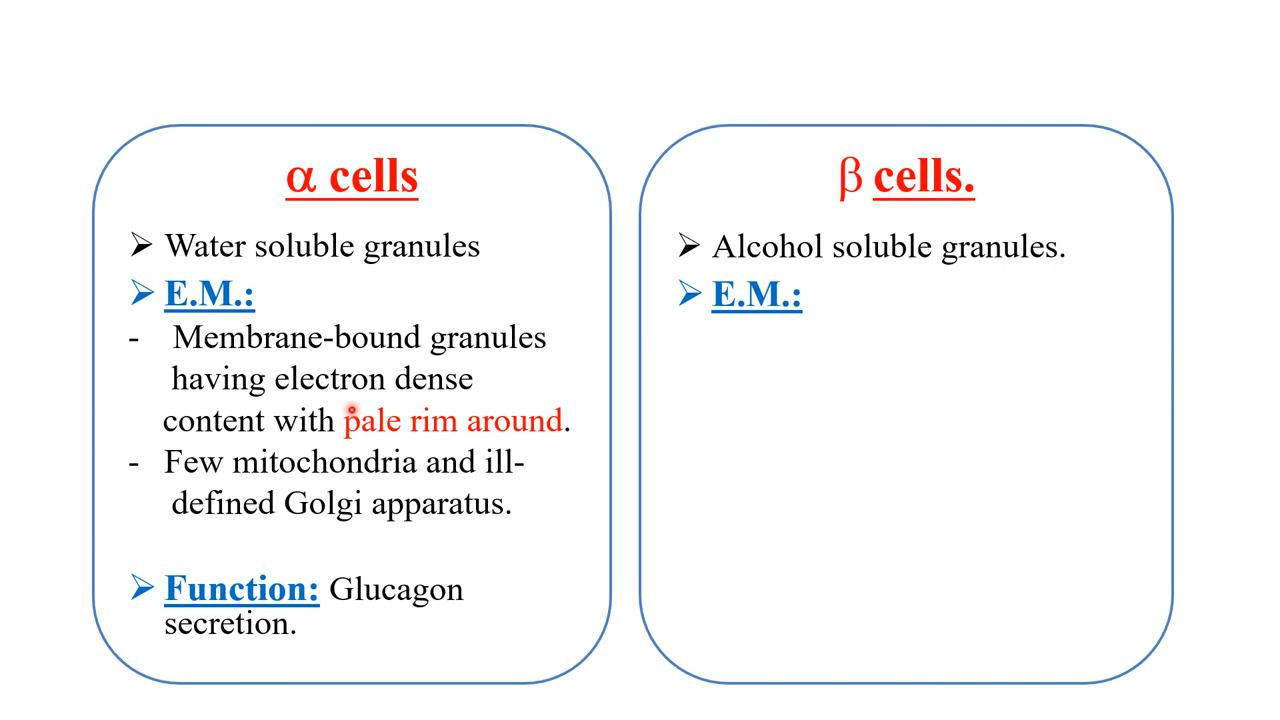 α cells
➢ Water soluble granules
➢ E.M.:
- Membrane-bound granules
having electron dense
content with pale rim around.
- Few mitochondria and ill-
defined Golgi apparatus.
➢ Function: Glucagon
secretion.
β cells.
➢ Alcohol soluble granules.
➢ E.M.: